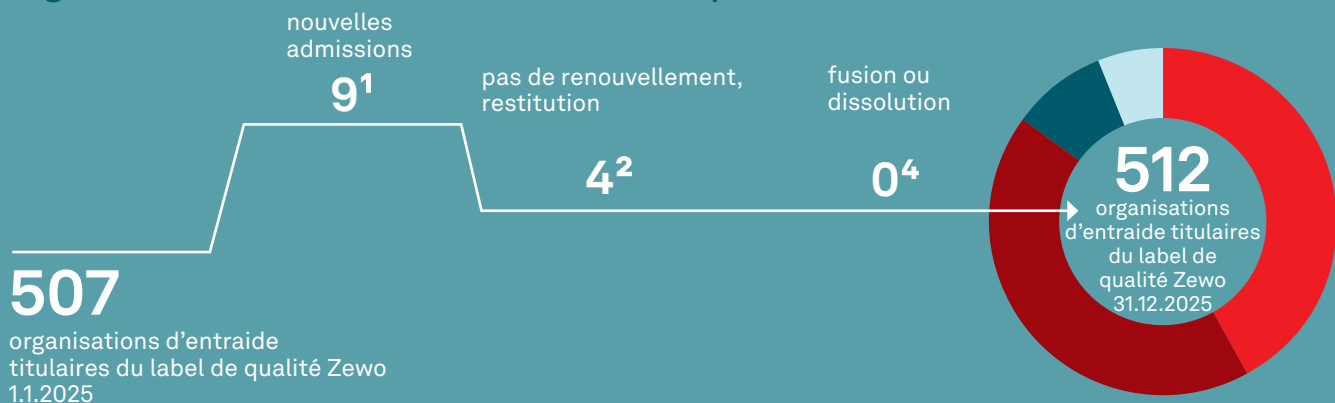 nouvelles
admissions
9¹
pas de renouvellement,
restitution
4²
fusion ou
dissolution
0⁴
507
organisations d’entraide
titulaires du label de qualité Zewo
1.1.2025
512
organisations
d’entraide titulaires
du label de
qualité Zewo
31.12.2025